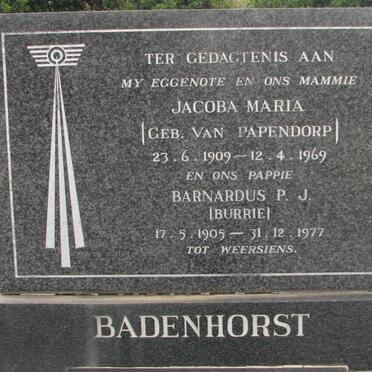 TER GEDAGTENIS AAN
MY EGGENOTE EN ONS MAMMIE
JACOBA MARIA
(GEB. VAN PAPENDORP)
23.6.1909—12.4.1969
EN ONS PAPPIE
BARNARDUS P. J.
(BURRIE)
17.5.1905—31.12.1977
TOT WEERSIENS.
BADENHORST